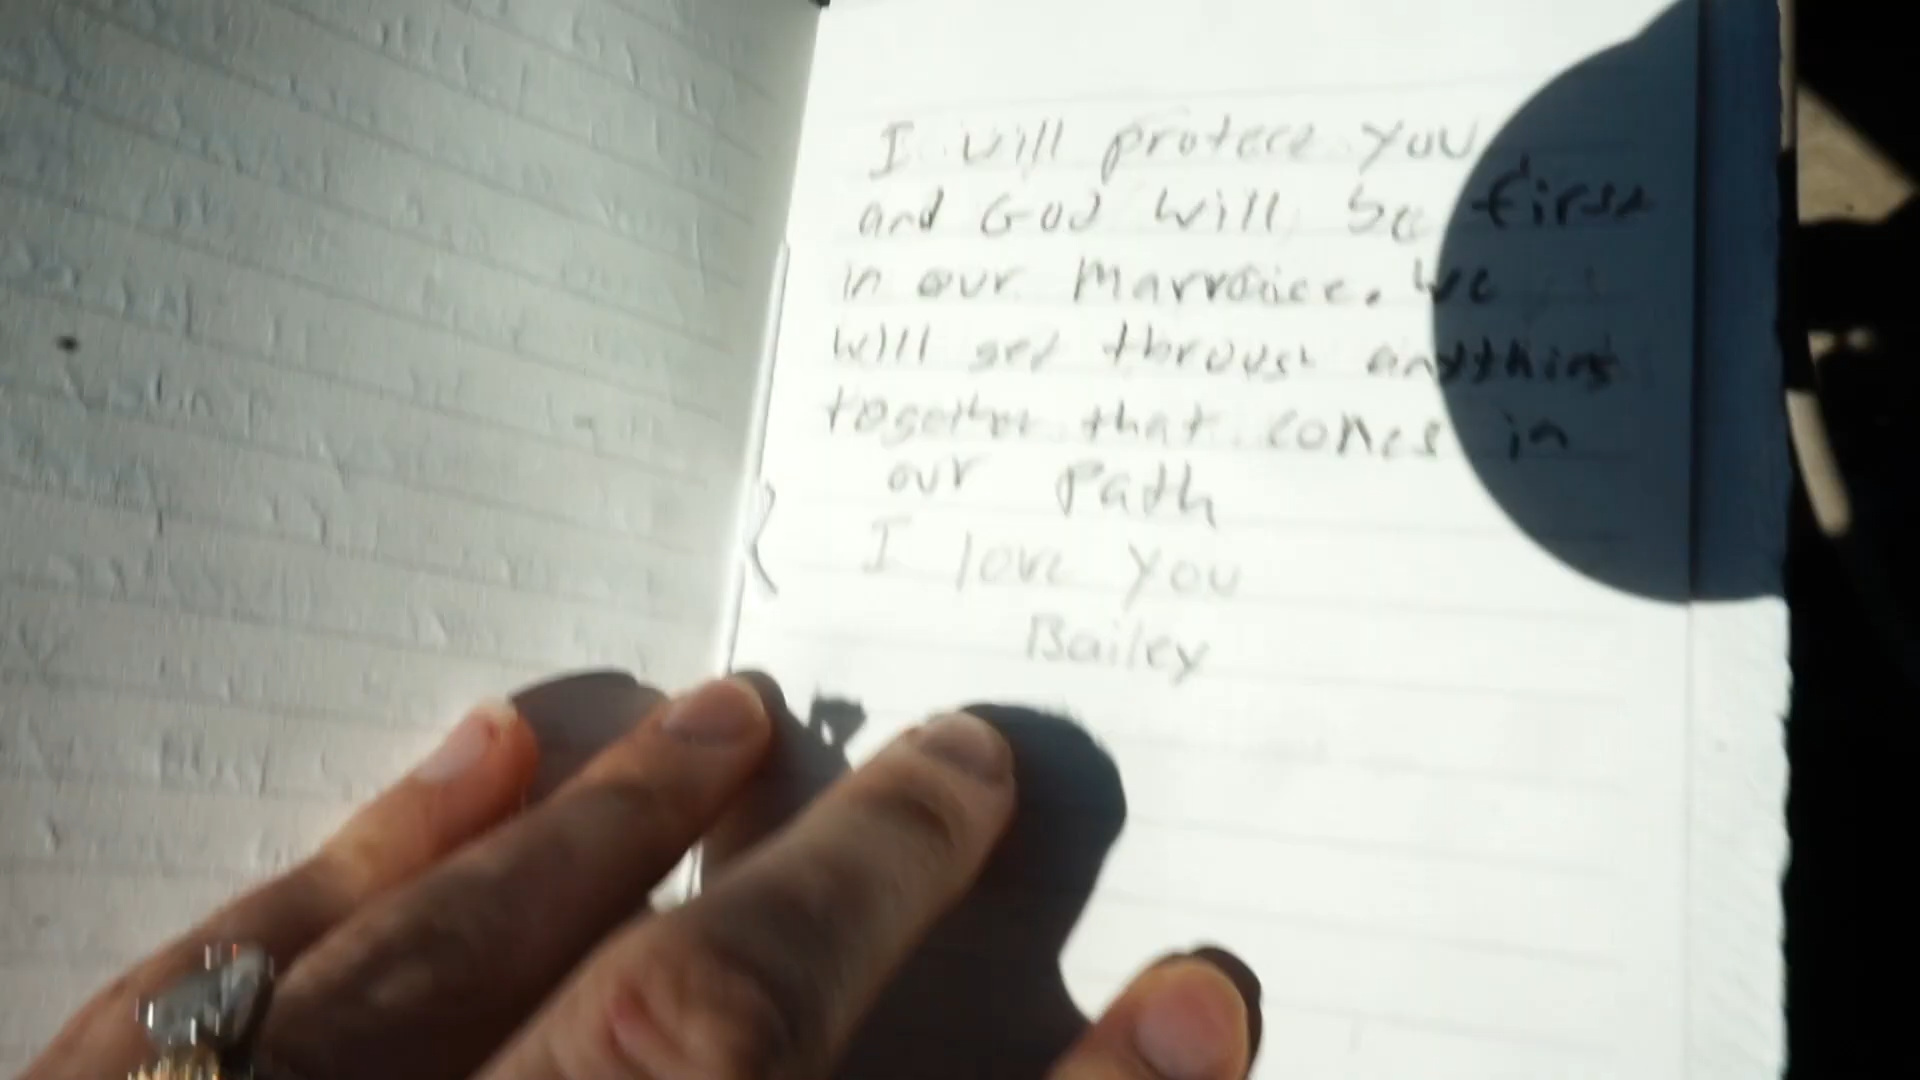 I will protect you
and God will be first
in our Marraice. We
will get through anything
together that comes in
our path
I love you
Bailey